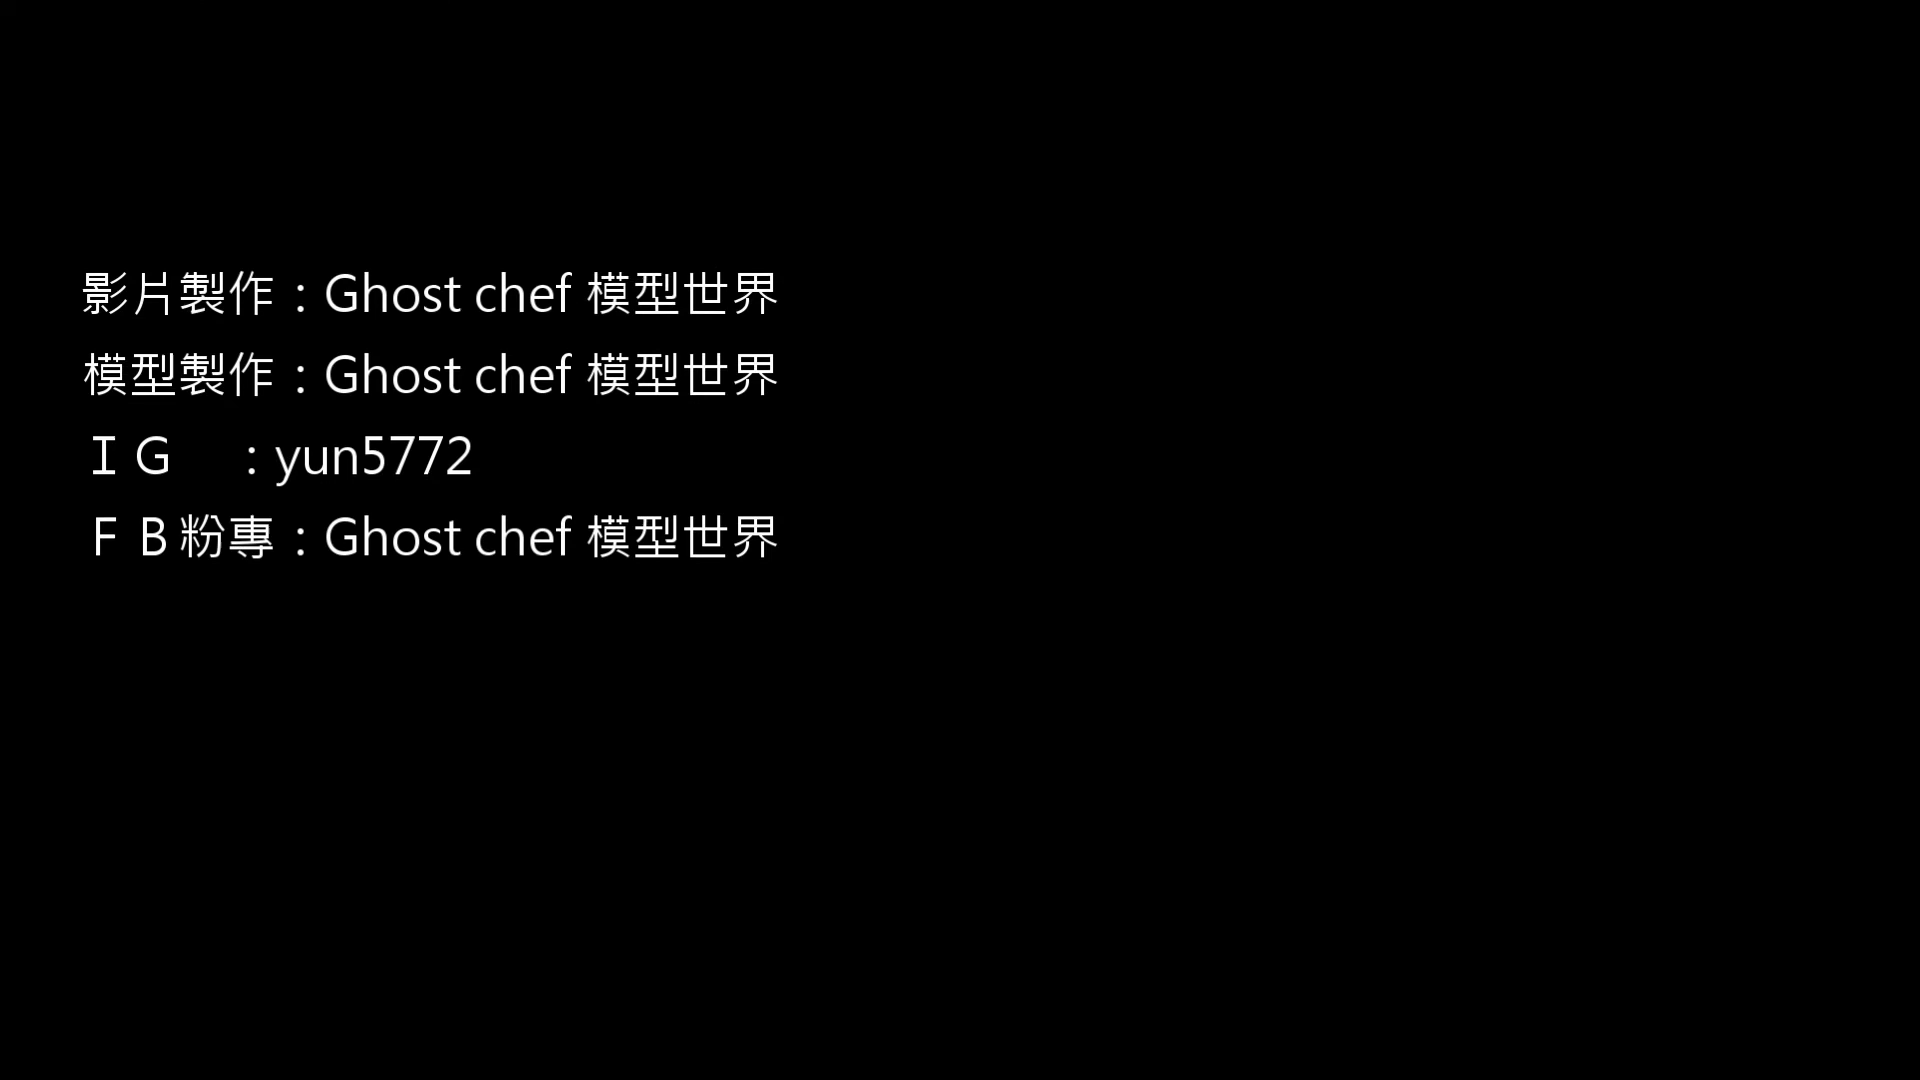 影片製作：Ghost chef 模型世界
模型製作：Ghost chef 模型世界
ＩＧ　：yun5772
ＦＢ粉專：Ghost chef 模型世界